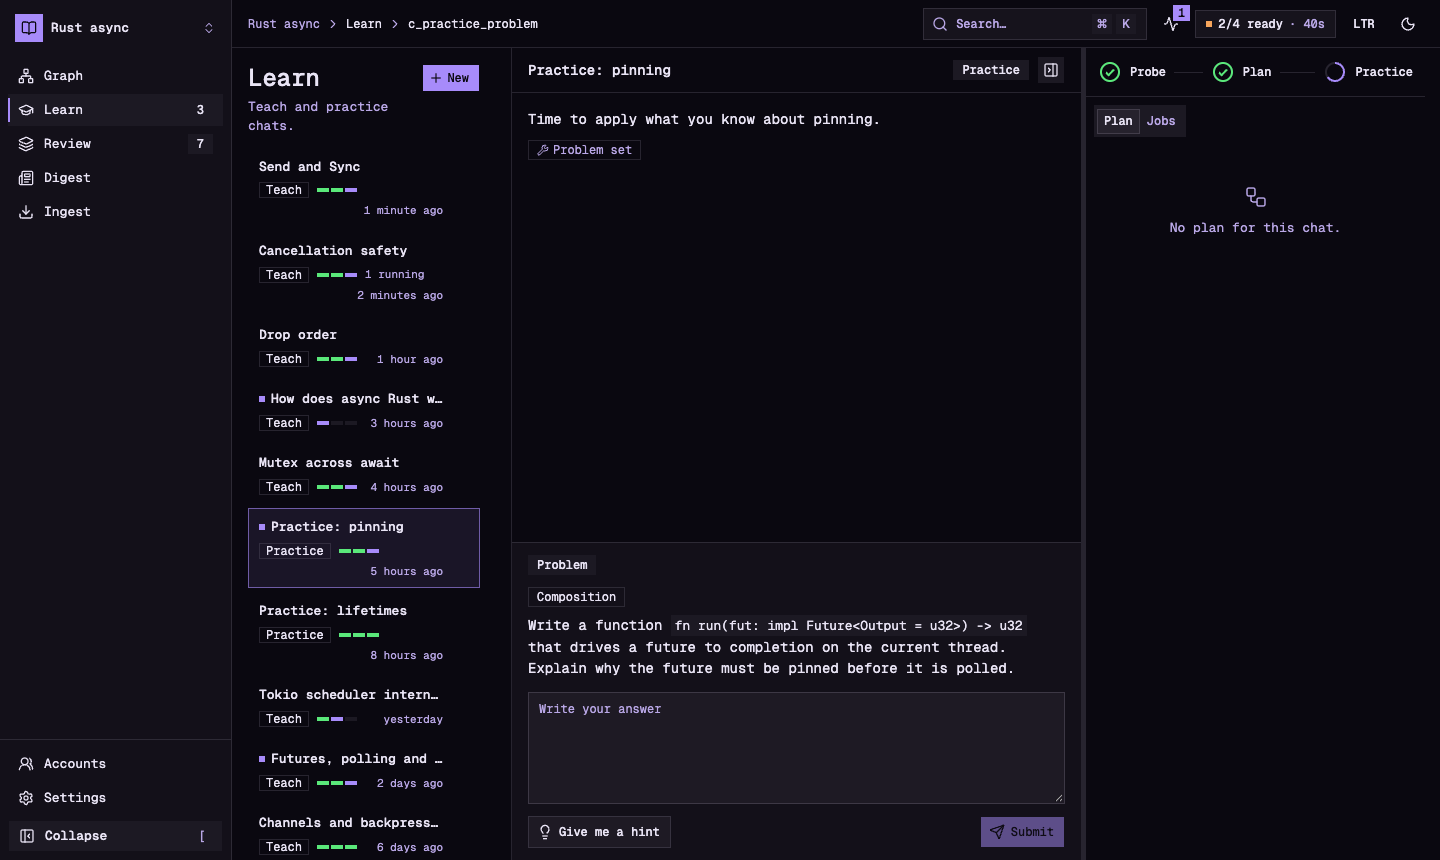 Rust async
Graph
Learn 3
Review 7
Digest
Ingest
Accounts
Settings
Collapse [
Rust async > Learn > c_practice_problem
Search… ⌘ K
1
2/4 ready · 40s
LTR
Learn
+ New
Teach and practice
chats.
Send and Sync
Teach
1 minute ago
Cancellation safety
Teach 1 running
2 minutes ago
Drop order
Teach 1 hour ago
How does async Rust w…
Teach 3 hours ago
Mutex across await
Teach 4 hours ago
Practice: pinning
Practice
5 hours ago
Practice: lifetimes
Practice
8 hours ago
Tokio scheduler intern…
Teach yesterday
Futures, polling and …
Teach 2 days ago
Channels and backpress…
Teach 6 days ago
Practice: pinning
Practice
Time to apply what you know about pinning.
Problem set
Problem
Composition
Write a function fn run(fut: impl Future<Output = u32>) -> u32
that drives a future to completion on the current thread.
Explain why the future must be pinned before it is polled.
Write your answer
Give me a hint
Submit
Probe Plan Practice
Plan Jobs
No plan for this chat.